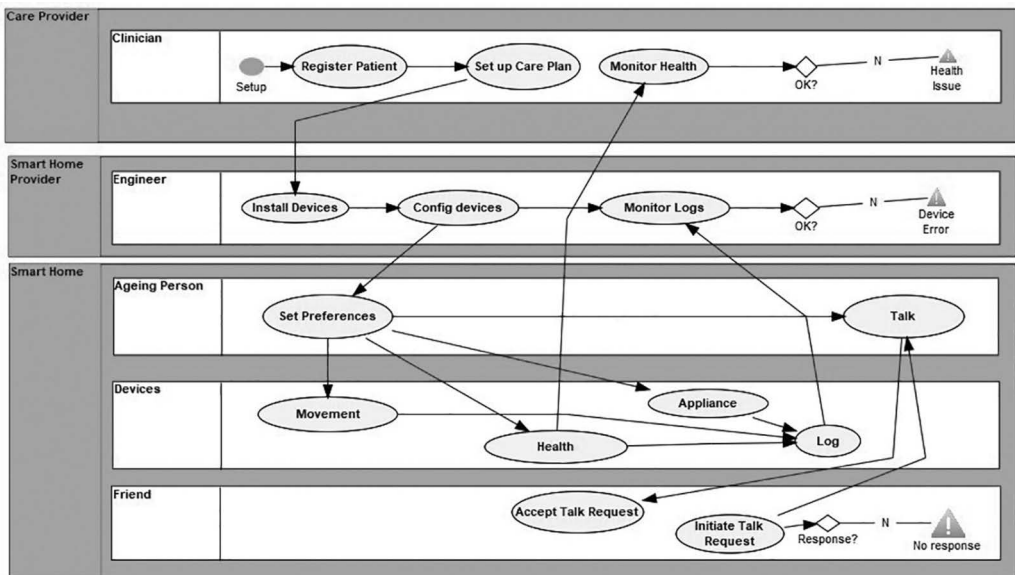 Care Provider
Clinician
Setup
Register Patient
Set up Care Plan
Monitor Health
OK?
N
Health
Issue
Smart Home
Provider
Engineer
Install Devices
Config devices
Monitor Logs
OK?
N
Device
Error
Smart Home
Ageing Person
Set Preferences
Talk
Devices
Movement
Appliance
Health
Log
Friend
Accept Talk Request
Initiate Talk
Request
Response?
N
No response